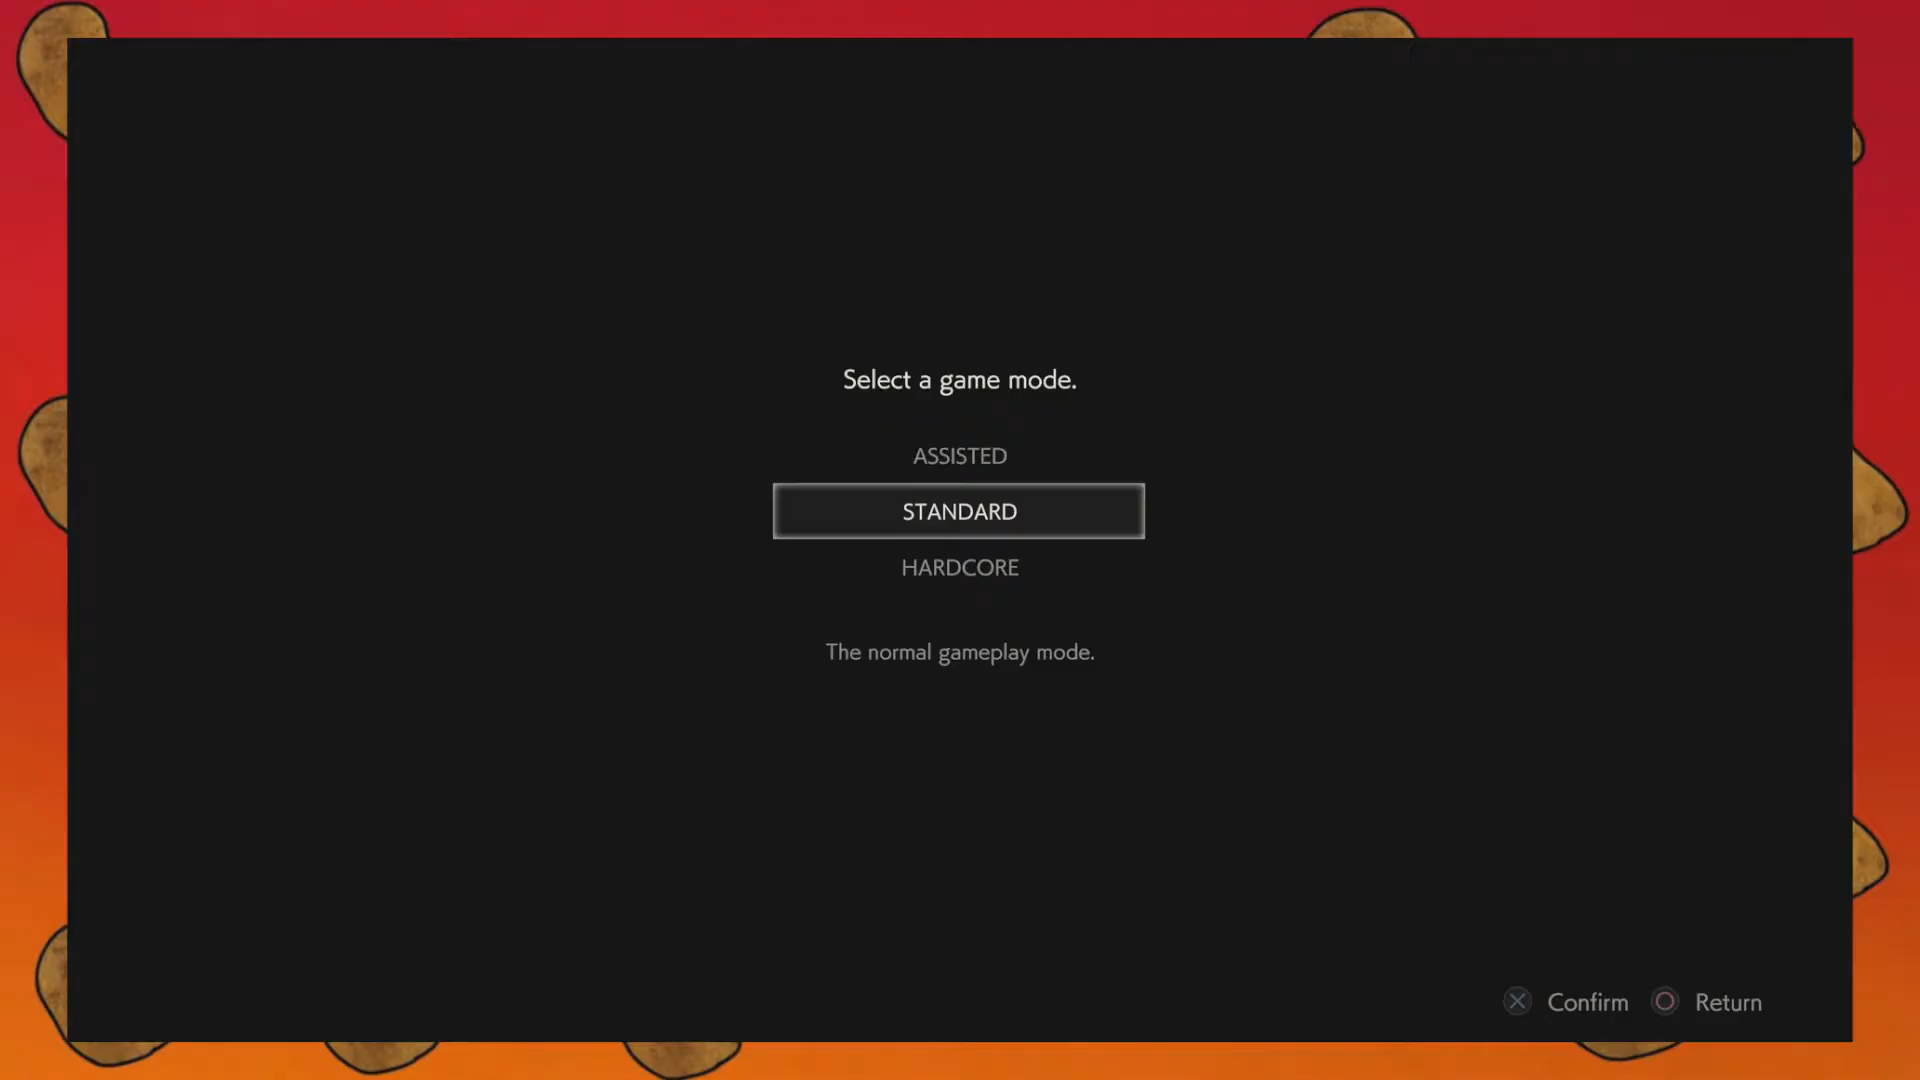 Select a game mode.
ASSISTED
STANDARD
HARDCORE
The normal gameplay mode.
Confirm Return